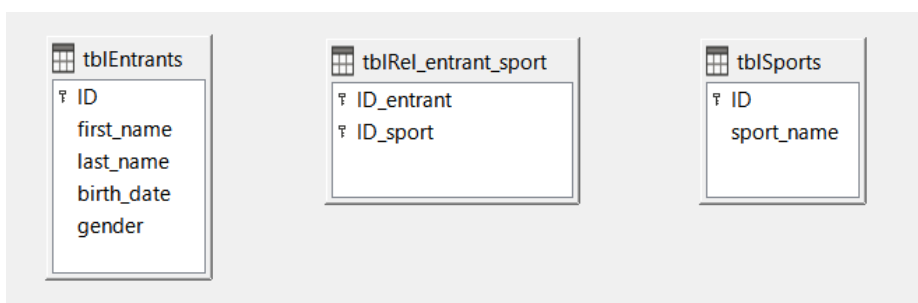 tblEntrants
ID
first_name
last_name
birth_date
gender
tblRel_entrant_sport
ID_entrant
ID_sport
tblSports
ID
sport_name